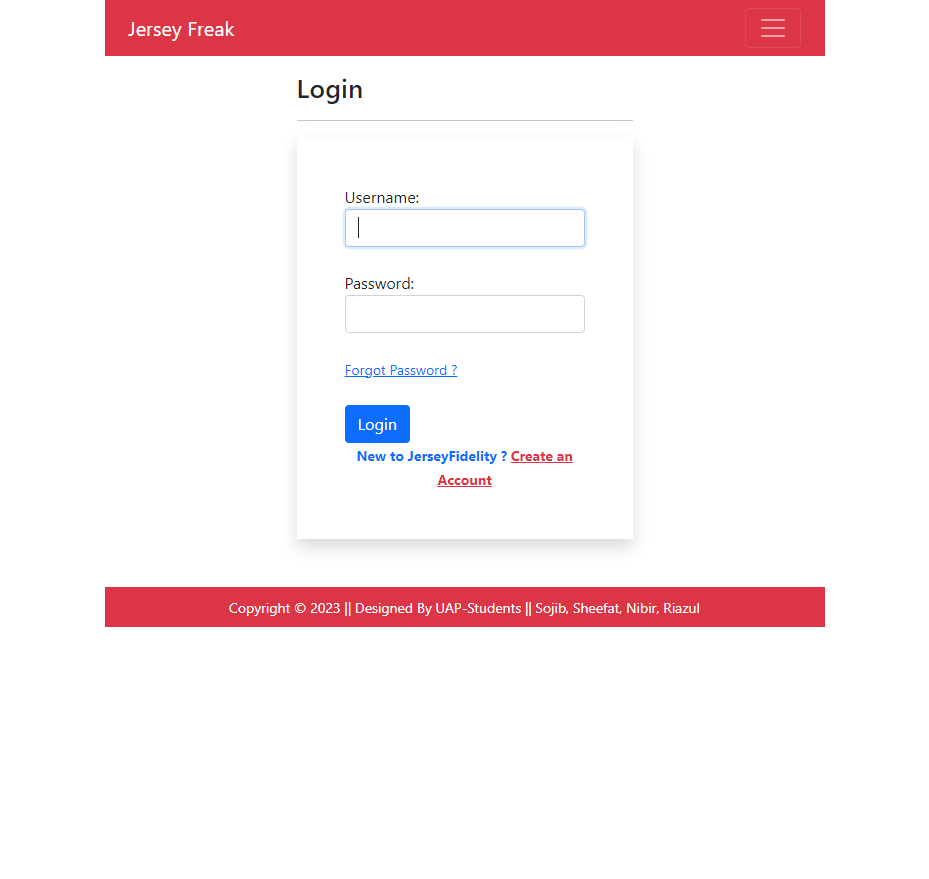 Jersey Freak
Login
Username:
Password:
Forgot Password ?
Login
New to JerseyFidelity ? Create an
Account
Copyright © 2023 || Designed By UAP-Students || Sojib, Sheefat, Nibir, Riazul